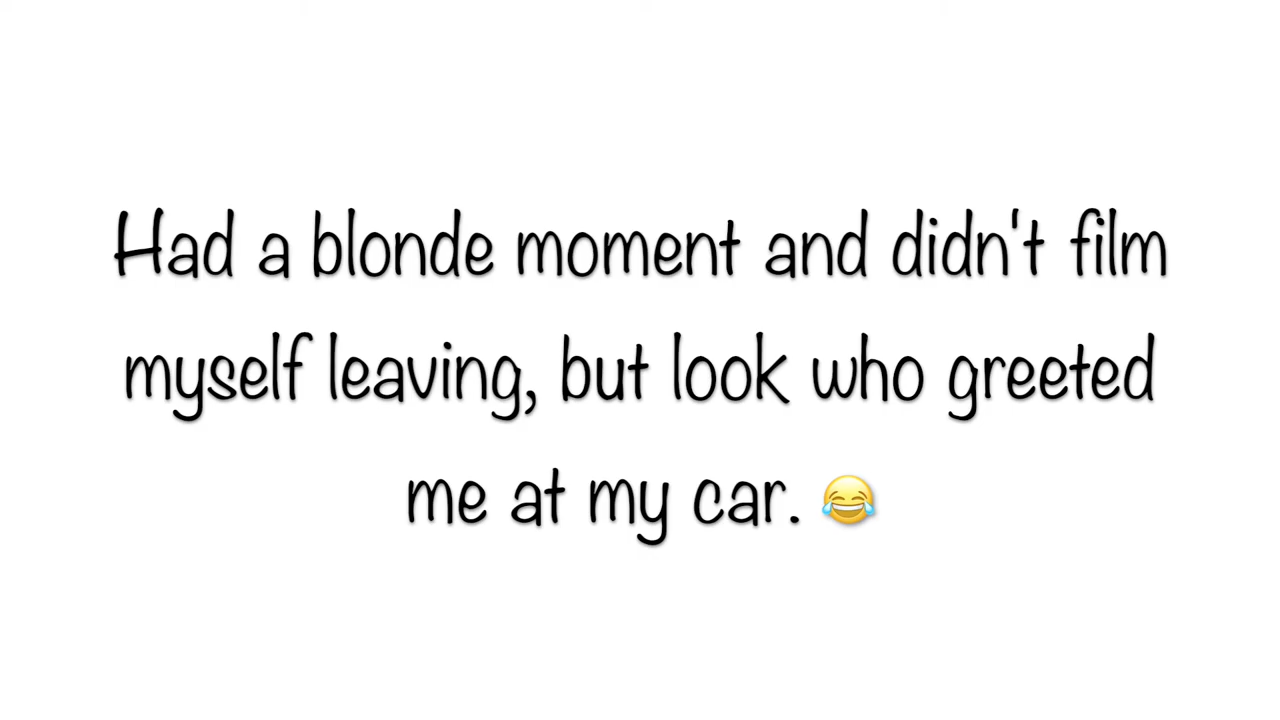 Had a blonde moment and didn't film
myself leaving, but look who greeted
me at my car. 😂